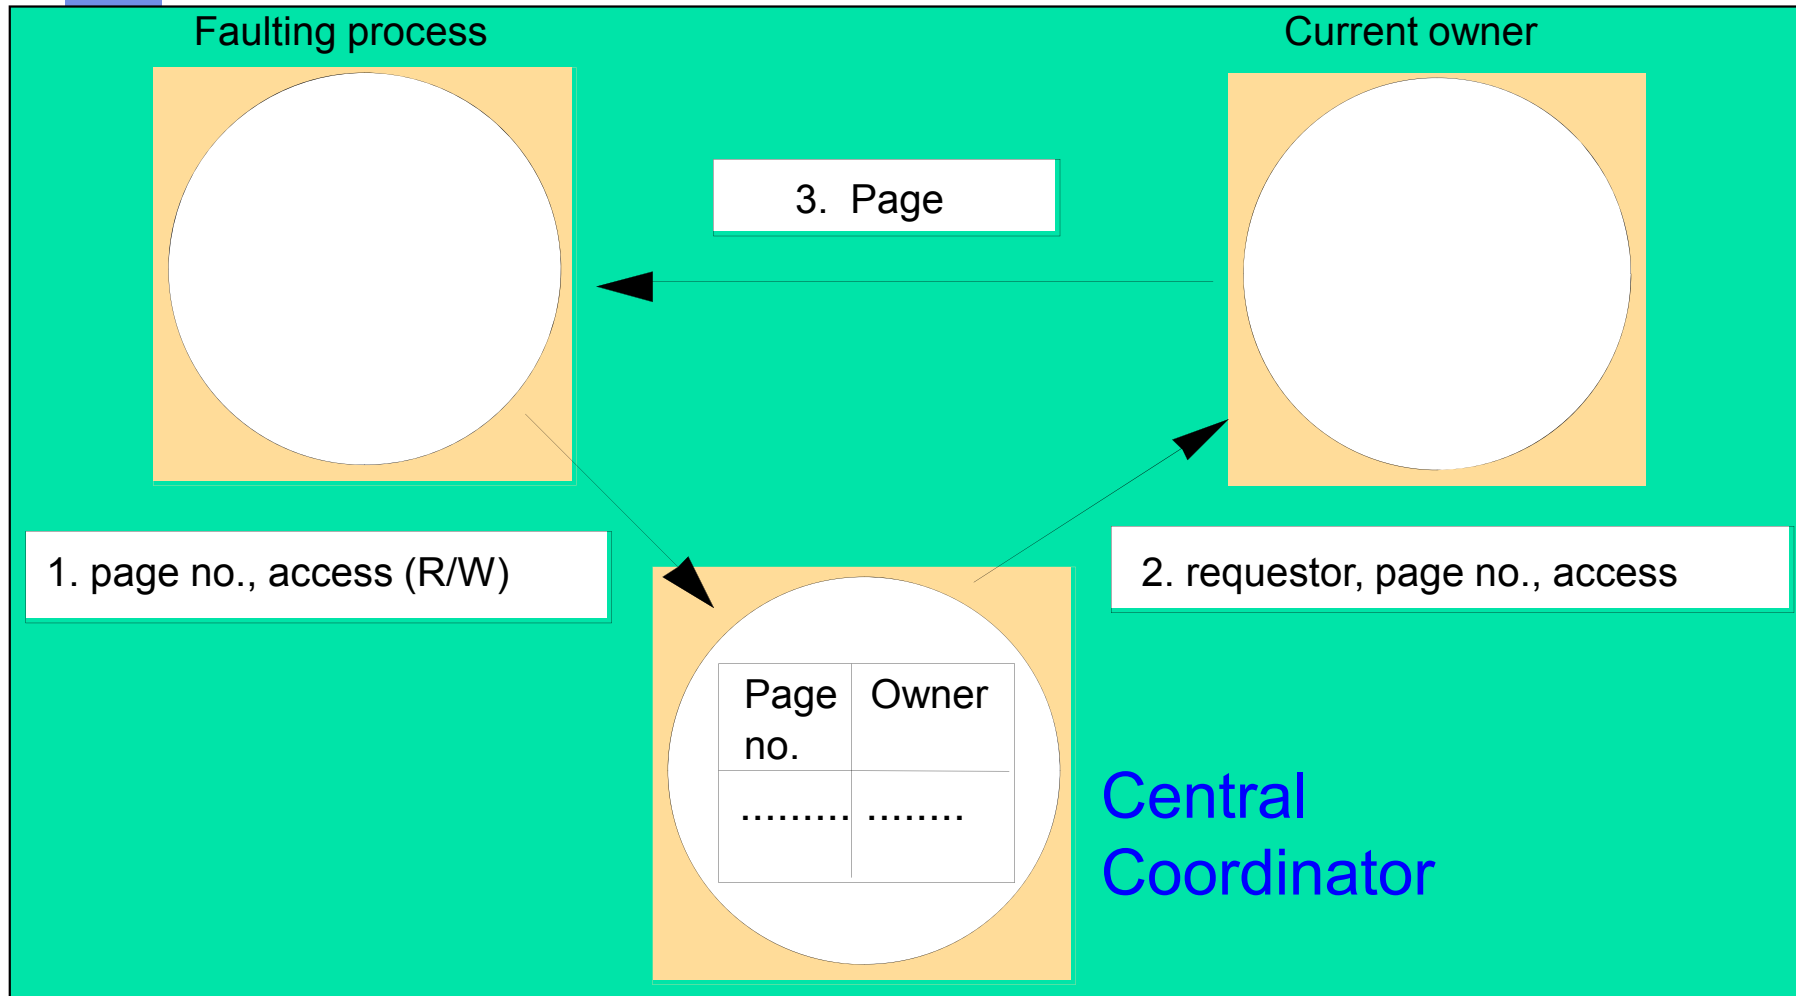 Faulting process
Current owner
3. Page
1. page no., access (R/W)
2. requestor, page no., access
Page
no.
Owner
......... ........
Central
Coordinator